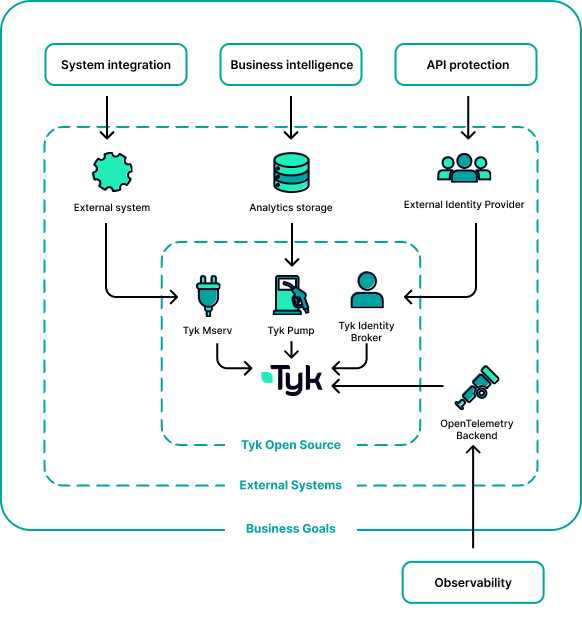 System integration
Business intelligence
API protection
External system
Analytics storage
External Identity Provider
Tyk Mserv
Tyk Pump
Tyk Identity
Broker
Tyk
OpenTelemetry
Backend
Tyk Open Source
External Systems
Business Goals
Observability